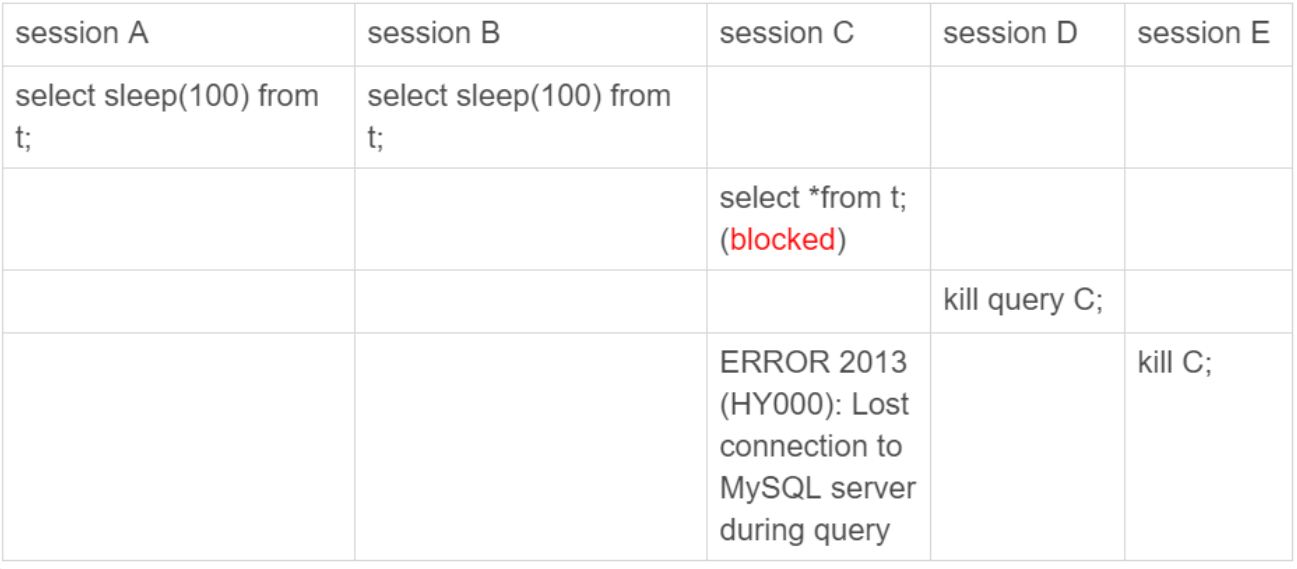 session A
session B
session C
session D
session E
select sleep(100) from
t;
select sleep(100) from
t;
select *from t;
(blocked)
kill query C;
ERROR 2013
(HY000): Lost
connection to
MySQL server
during query
kill C;